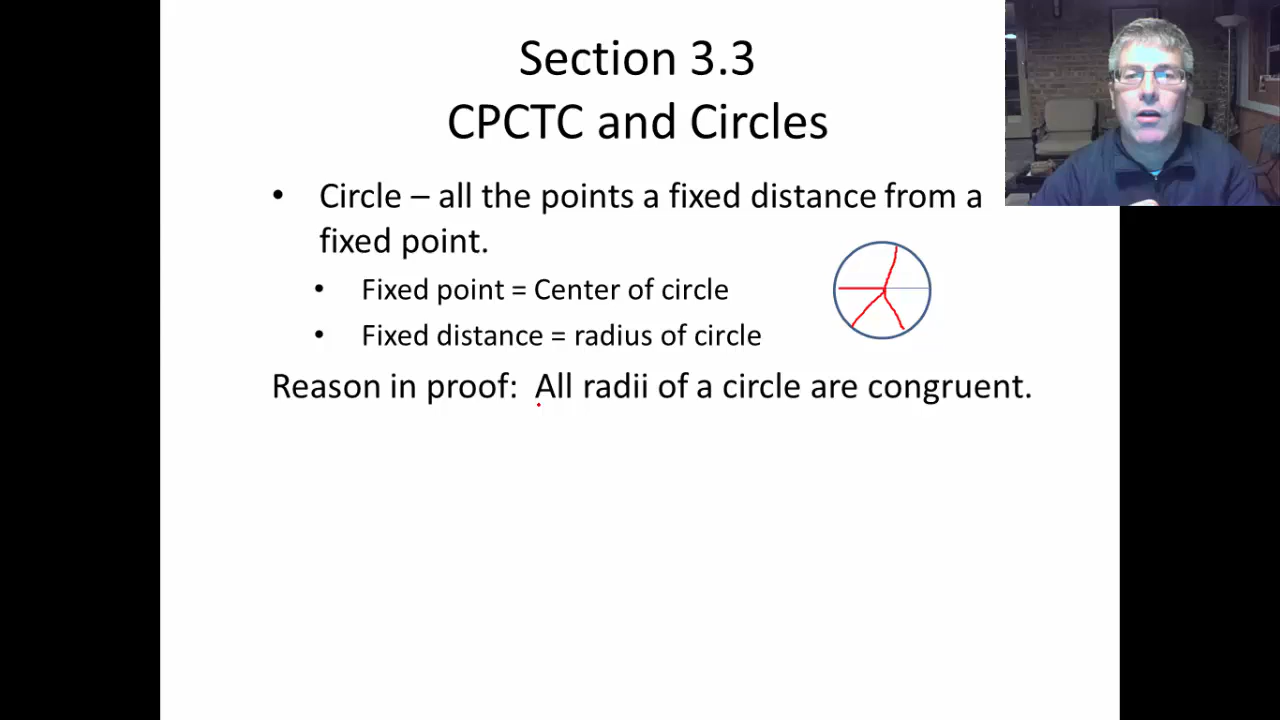 Section 3.3
CPCTC and Circles
• Circle – all the points a fixed distance from a
fixed point.
• Fixed point = Center of circle
• Fixed distance = radius of circle
Reason in proof: All radii of a circle are congruent.